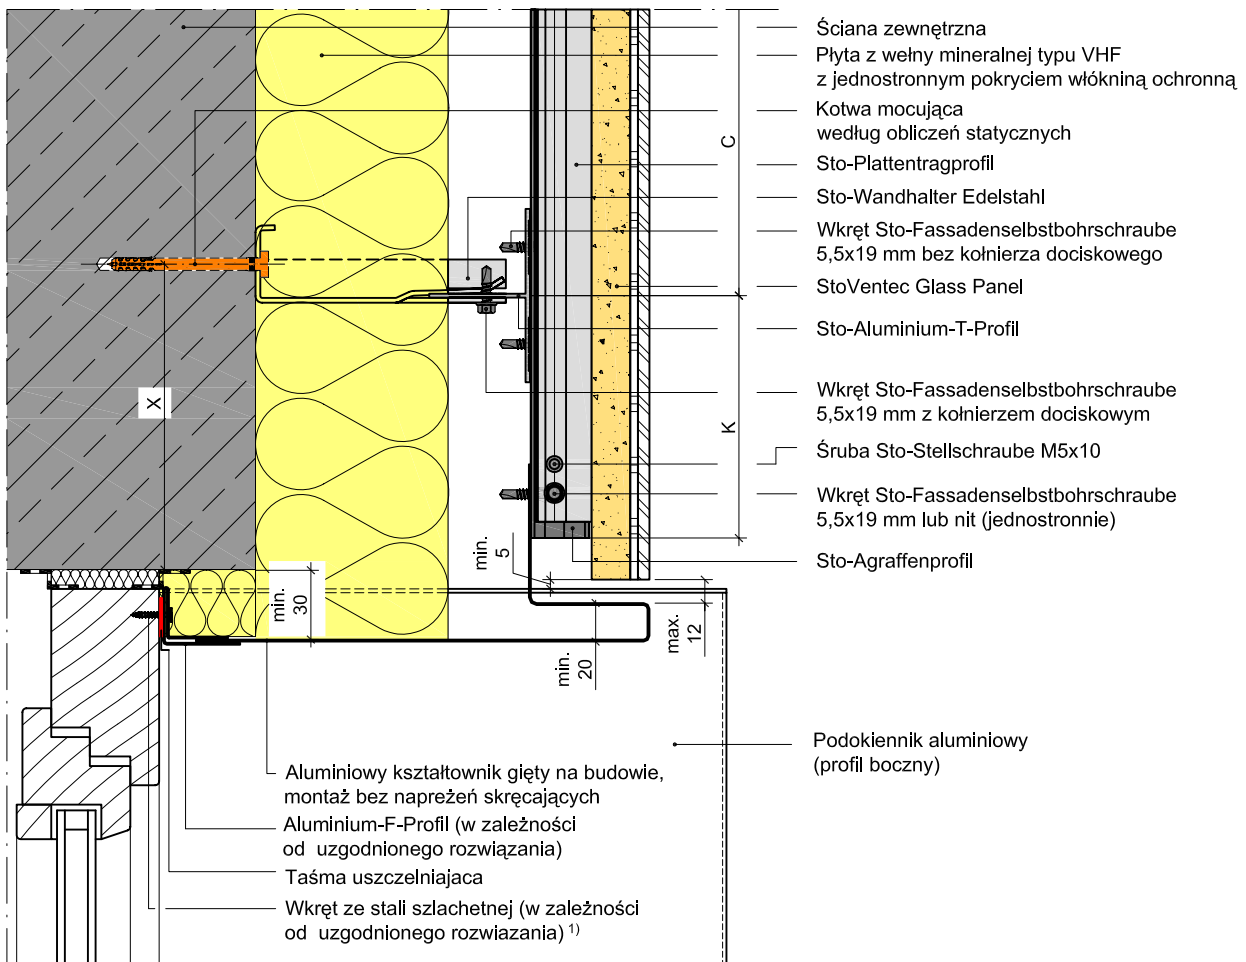 Ściana zewnętrzna
Płyta z wełny mineralnej typu VHF
z jednostronnym pokryciem włókniną ochronną
Kotwa mocująca
według obliczeń statycznych
Sto-Plattentragprofil
Sto-Wandhalter Edelstahl
Wkręt Sto-Fassadenselbstbohrschraube
5,5x19 mm bez kołnierza dociskowego
StoVentec Glass Panel
Sto-Aluminium-T-Profil
Wkręt Sto-Fassadenselbstbohrschraube
5,5x19 mm z kołnierzem dociskowym
Śruba Sto-Stellschraube M5x10
Wkręt Sto-Fassadenselbstbohrschraube
5,5x19 mm lub nit (jednostronnie)
Sto-Agraffenprofil
C
K
X
min.
5
min.
30
max.
12
min.
20
Podokiennik aluminiowy
(profil boczny)
Aluminiowy kształtownik gięty na budowie,
montaż bez naprežeń skręcających
Aluminium-F-Profil (w zależności
od uzgodnionego rozwiązania)
Taśma uszczelniajaca
Wkręt ze stali szlachetnej (w zależności
od uzgodnionego rozwiazania) 1)